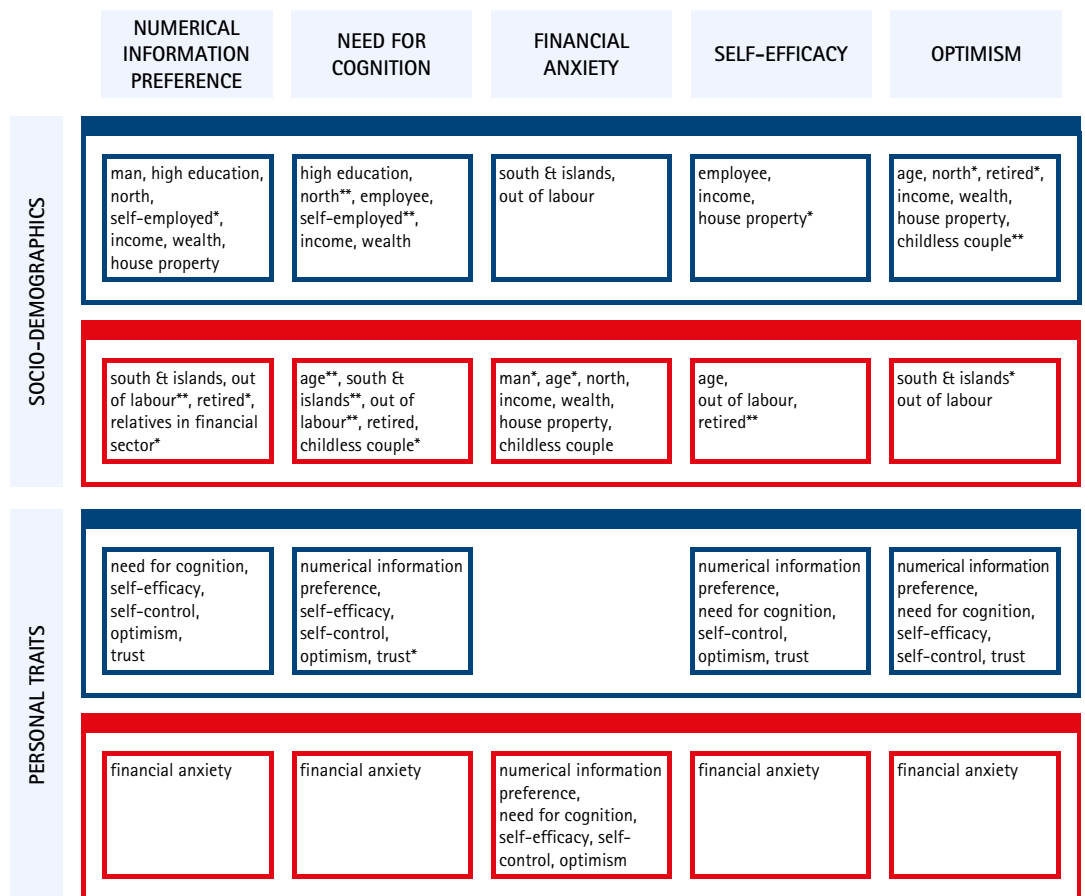 NUMERICAL
INFORMATION
PREFERENCE
NEED FOR
COGNITION
FINANCIAL
ANXIETY
SELF-EFFICACY
OPTIMISM
SOCIO-DEMOGRAPHICS
man, high education,
north,
self-employed*,
income, wealth,
house property
high education,
north**, employee,
self-employed**,
income, wealth
south & islands,
out of labour
employee,
income,
house property*
age, north*, retired*,
income, wealth,
house property,
childless couple**
south & islands, out
of labour**, retired*,
relatives in financial
sector*
age**, south &
islands**, out of
labour**, retired,
childless couple*
man*, age*, north,
income, wealth,
house property,
childless couple
age,
out of labour,
retired**
south & islands*
out of labour
PERSONAL TRAITS
need for cognition,
self-efficacy,
self-control,
optimism,
trust
numerical information
preference,
self-efficacy,
self-control,
optimism, trust*
numerical information
preference,
need for cognition,
self-control,
optimism, trust
numerical information
preference,
need for cognition,
self-efficacy,
self-control, trust
financial anxiety
financial anxiety
numerical information
preference,
need for cognition,
self-efficacy, self-
control, optimism
financial anxiety
financial anxiety